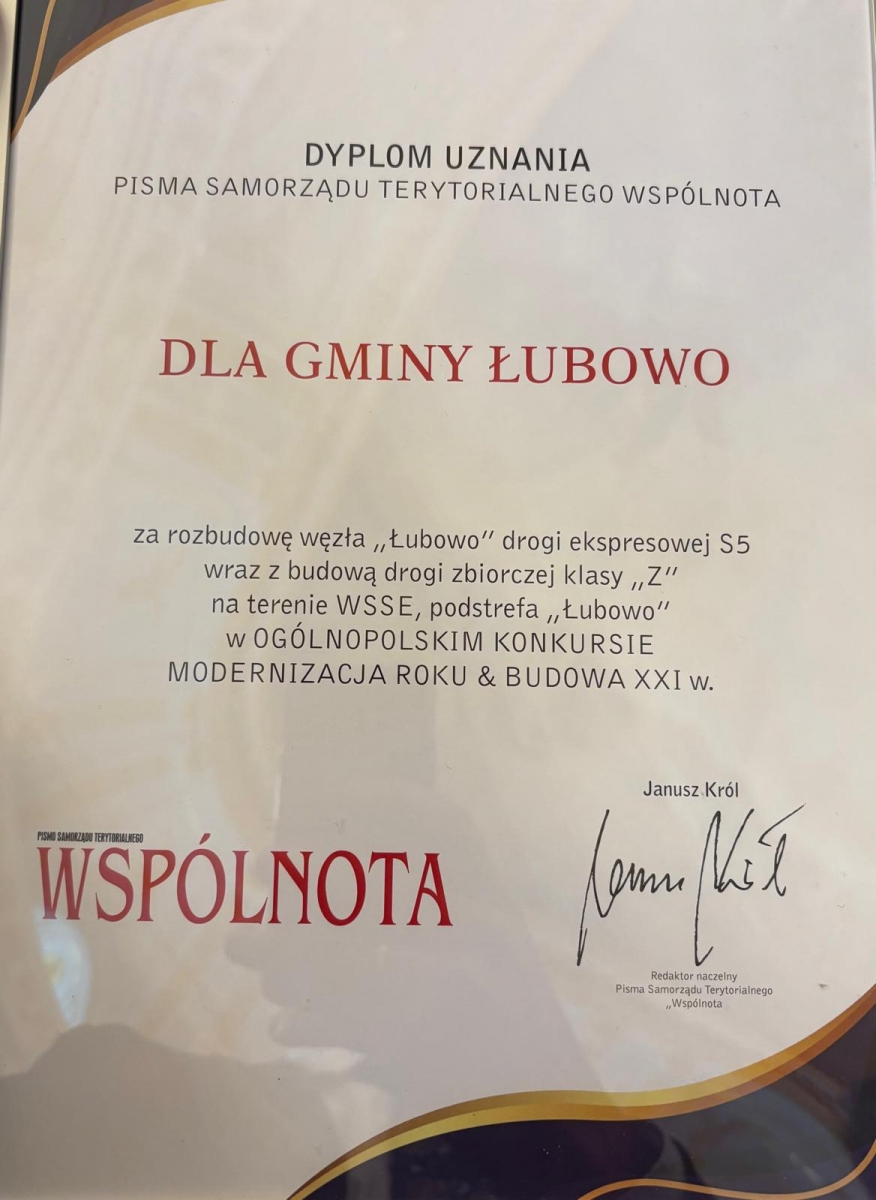 DYPLOM UZNANIA
PISMA SAMORZĄDU TERYTORIALNEGO WSPÓLNOTA
DLA GMINY ŁUBOWO
za rozbudowę węzła „Łubowo” drogi ekspresowej S5
wraz z budową drogi zbiorczej klasy „Z”
na terenie WSSE, podstrefa „Łubowo”
w OGÓLNOPOLSKIM KONKURSIE
MODERNIZACJA ROKU & BUDOWA XXI w.
Janusz Król
PISMO SAMORZĄDU TERYTORIALNEGO
WSPÓLNOTA
Janusz Król
Redaktor naczelny
Pisma Samorządu Terytorialnego
„Wspólnota